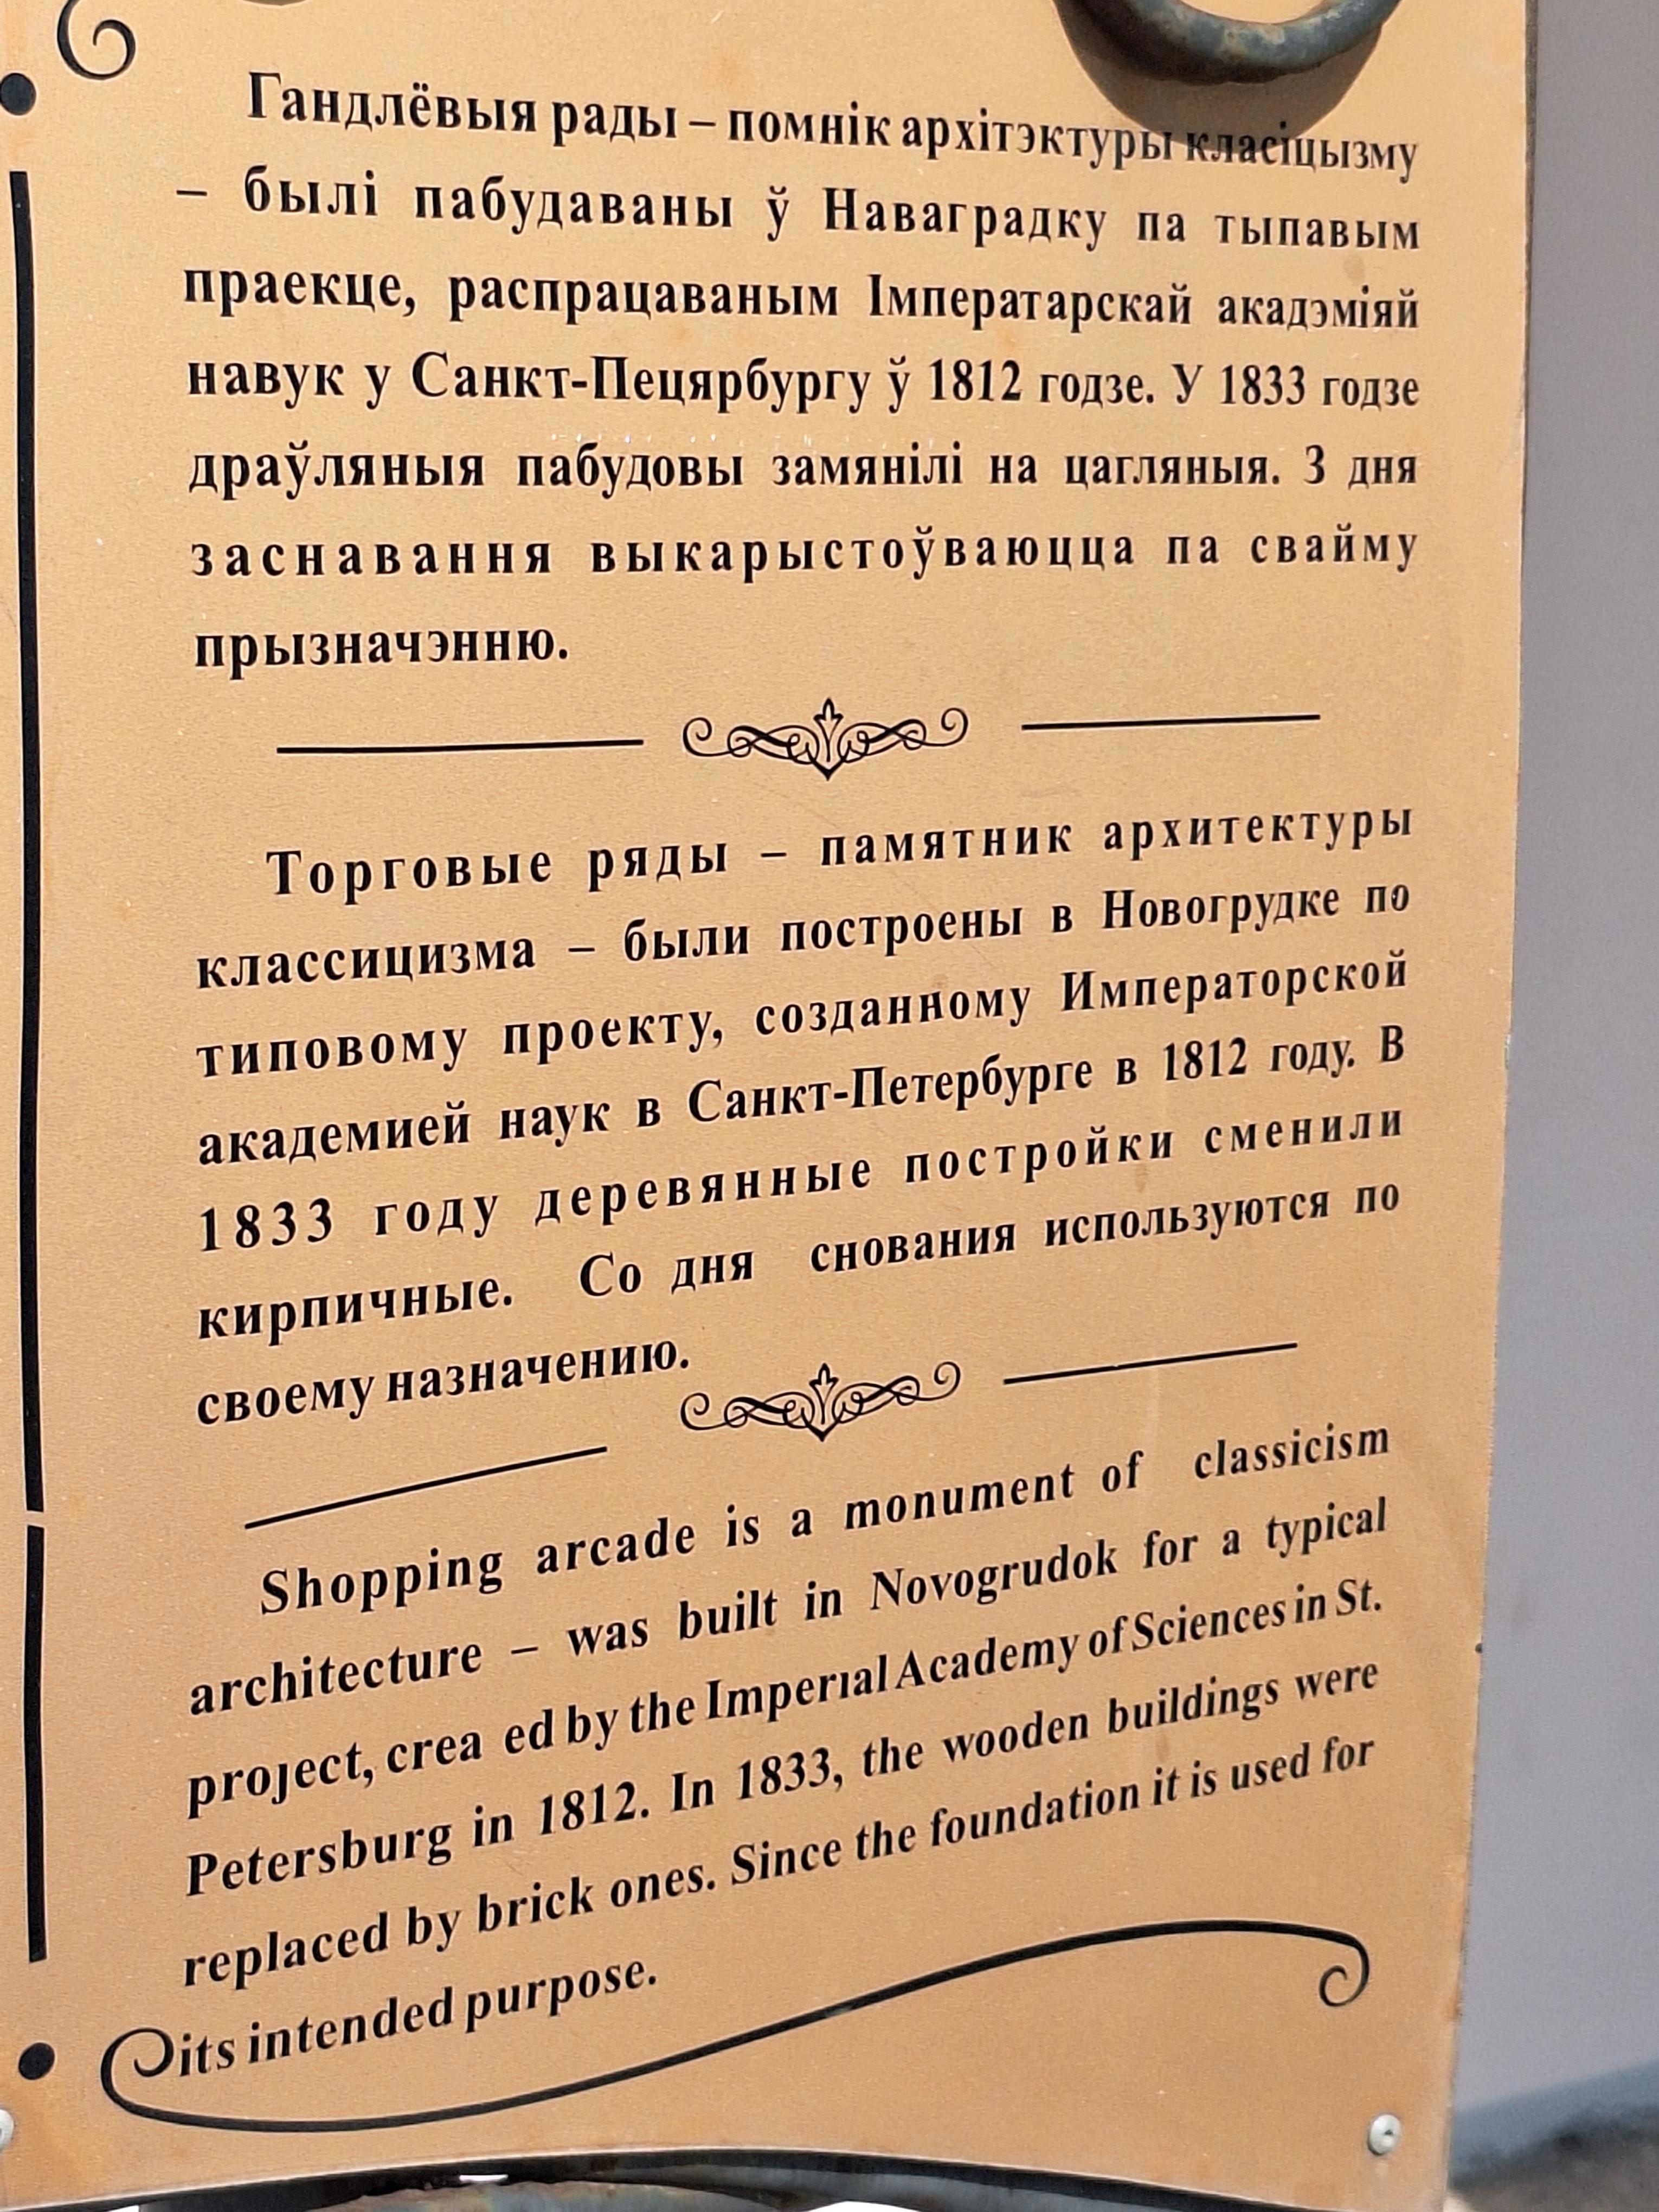 Гандлёвыя рады – помнік архітэктуры класіцызму
– былі пабудаваны ў Наваградку па тыпавым
праекце, распрацаваным Імператарскай акадэміяй
навук у Санкт-Пецярбургу ў 1812 годзе. У 1833 годзе
драўляныя пабудовы замянілі на цагляныя. З дня
заснавання выкарыстоўваюцца па свайму
прызначэнню.
Торговые ряды – памятник архитектуры
классицизма – были построены в Новогрудке по
типовому проекту, созданному Императорской
академией наук в Санкт-Петербурге в 1812 году. В
1833 году деревянные постройки сменили
кирпичные. Со дня снования используются по
своему назначению.
Shopping arcade is a monument of classicism
architecture – was built in Novogrudok for a typical
project, crea ed by the Imperial Academy of Sciences in St.
Petersburg in 1812. In 1833, the wooden buildings were
replaced by brick ones. Since the foundation it is used for
its intended purpose.